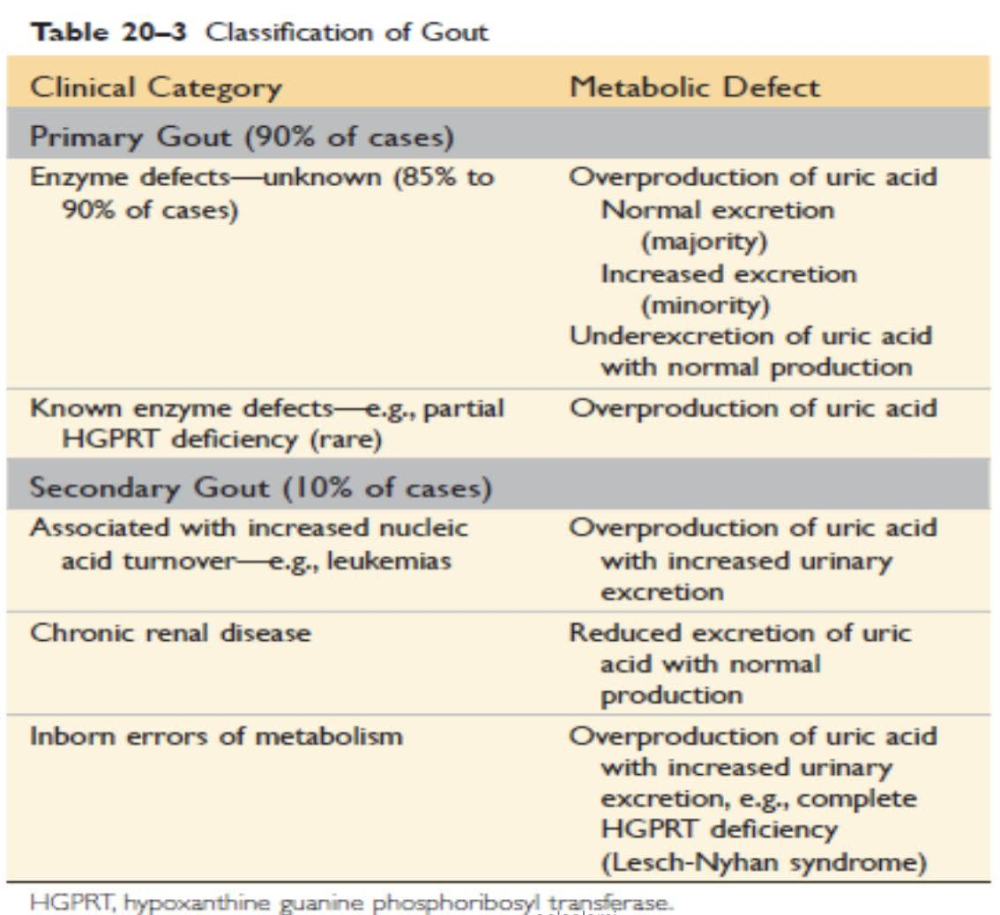 Table 20–3 Classification of Gout
Clinical Category Metabolic Defect
Primary Gout (90% of cases)
Enzyme defects—unknown (85% to
90% of cases)
Overproduction of uric acid
Normal excretion
(majority)
Increased excretion
(minority)
Underexcretion of uric acid
with normal production
Known enzyme defects—e.g., partial
HGPRT deficiency (rare)
Overproduction of uric acid
Secondary Gout (10% of cases)
Associated with increased nucleic
acid turnover—e.g., leukemias
Overproduction of uric acid
with increased urinary
excretion
Chronic renal disease
Reduced excretion of uric
acid with normal
production
Inborn errors of metabolism
Overproduction of uric acid
with increased urinary
excretion, e.g., complete
HGPRT deficiency
(Lesch-Nyhan syndrome)
HGPRT, hypoxanthine guanine phosphoribosyl transferase.